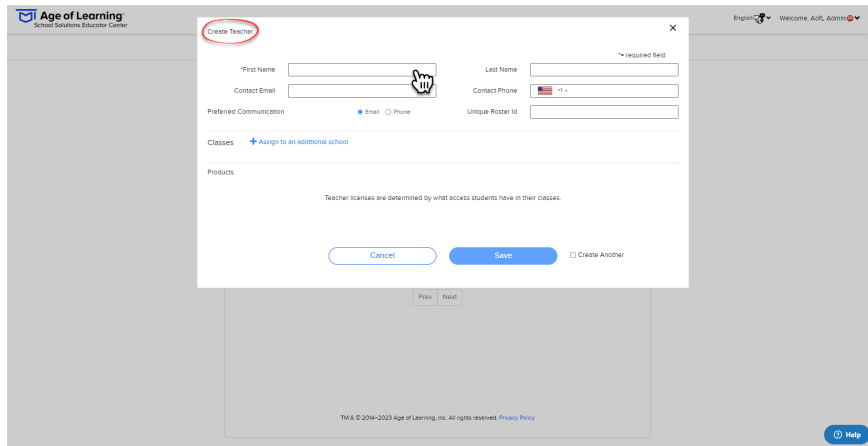 Age of Learning
School Solutions Educator Center
English
Welcome, AofL Admin
Create Teacher
*= required field
*First Name
Last Name
Contact Email
Contact Phone
+1
Preferred Communication
Email
Phone
Unique Roster Id
Classes
+ Assign to an additional school
Products
Teacher licenses are determined by what access students have in their classes.
Cancel
Save
Create Another
Prev
Next
TM & © 2014–2023 Age of Learning, Inc. All rights reserved. Privacy Policy
Help